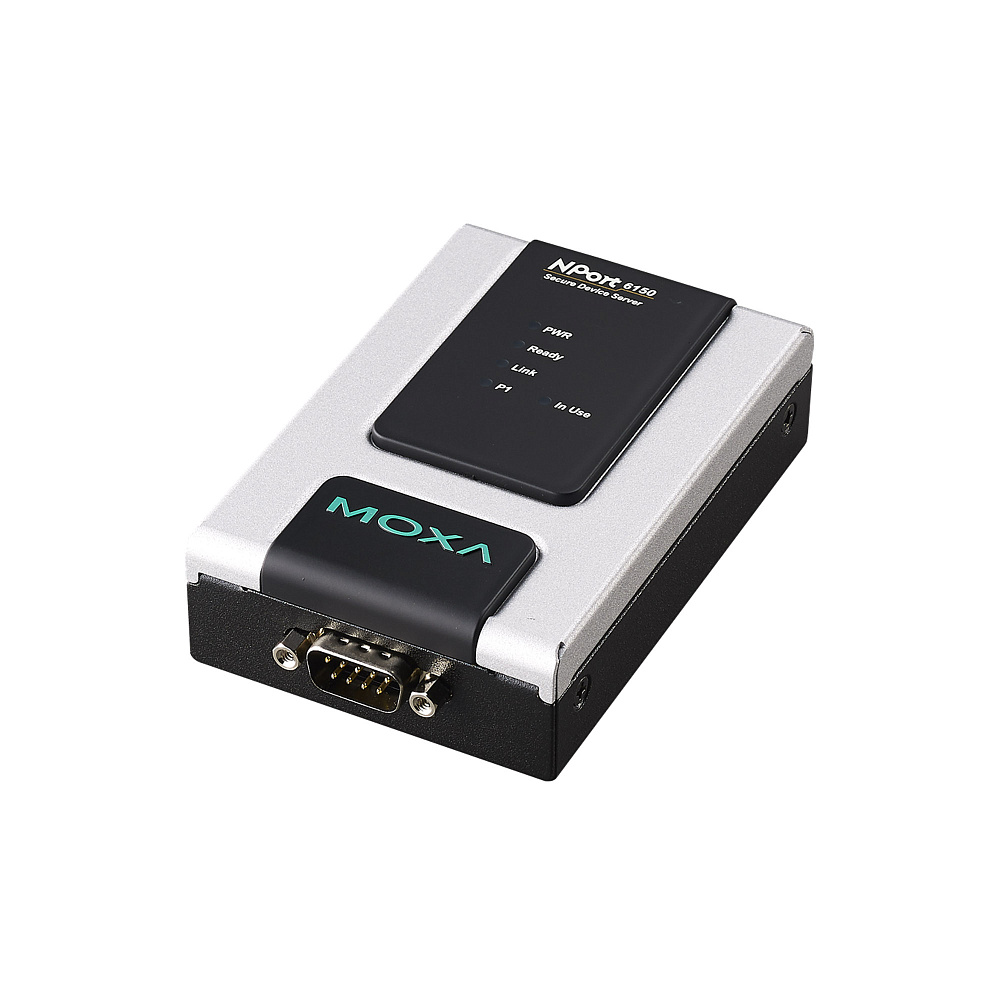 NPort 6150
Secure Device Server
PWR
Ready
Link
P1
In Use
MOXA